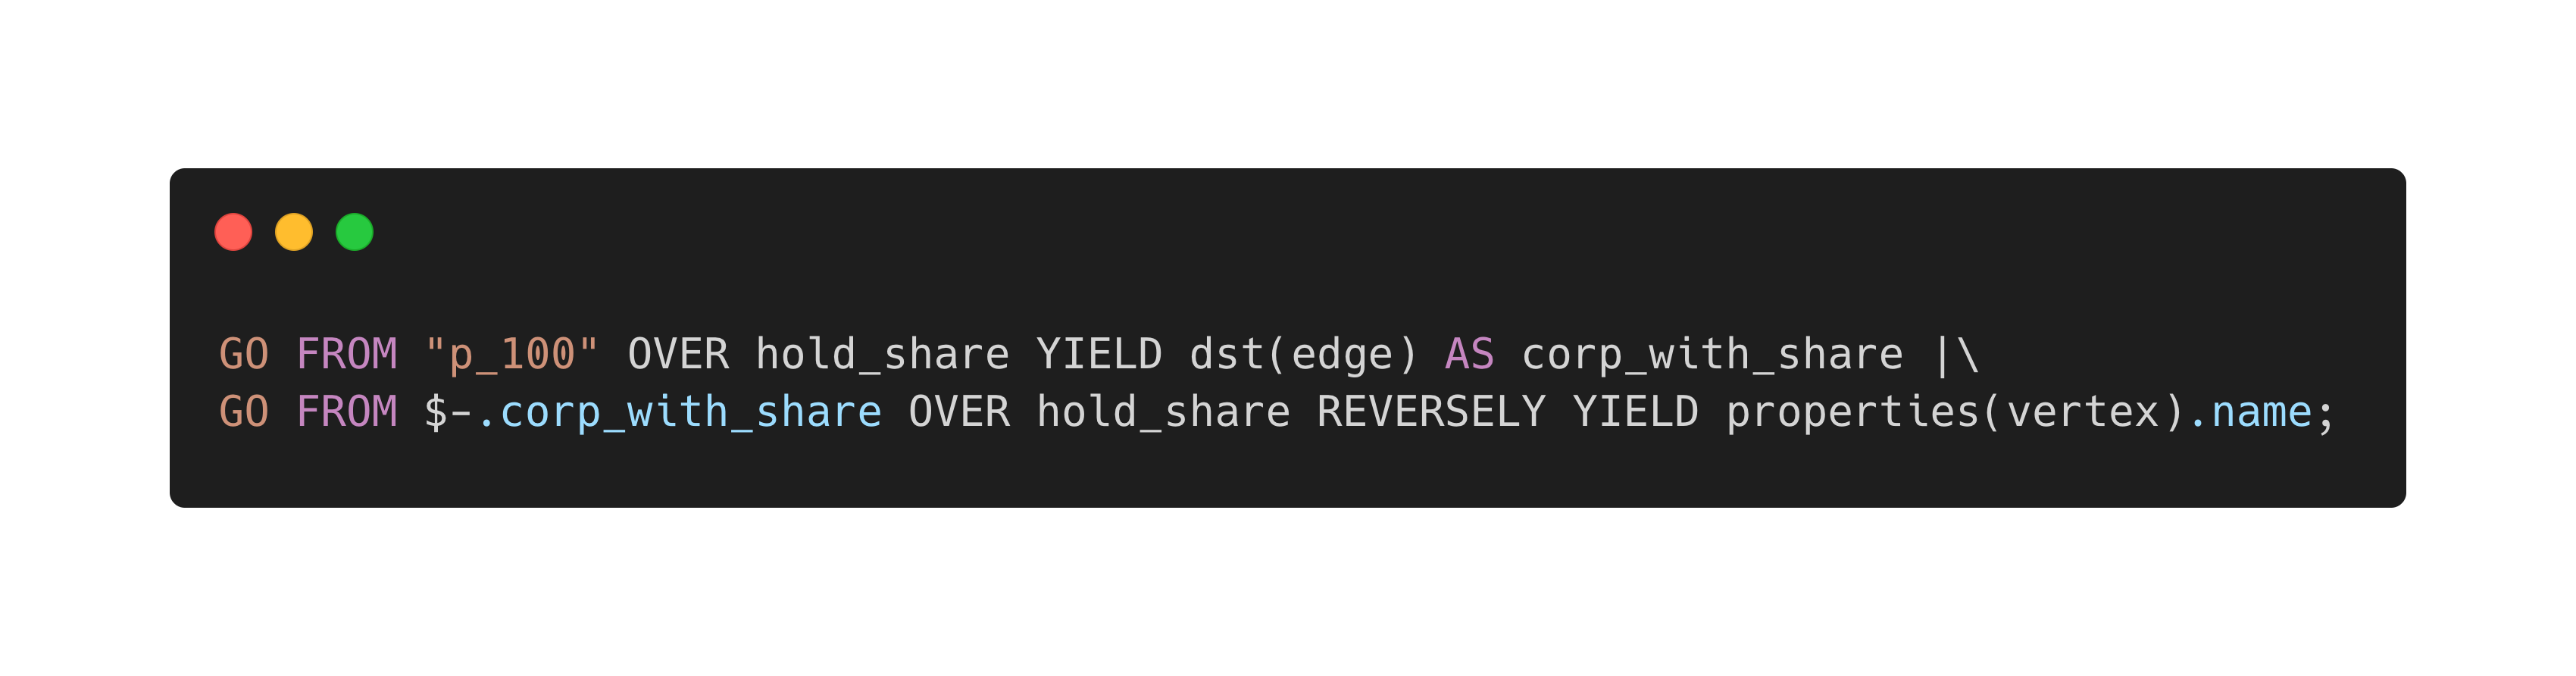 GO FROM "p_100" OVER hold_share YIELD dst(edge) AS corp_with_share |\
GO FROM $-.corp_with_share OVER hold_share REVERSELY YIELD properties(vertex).name;